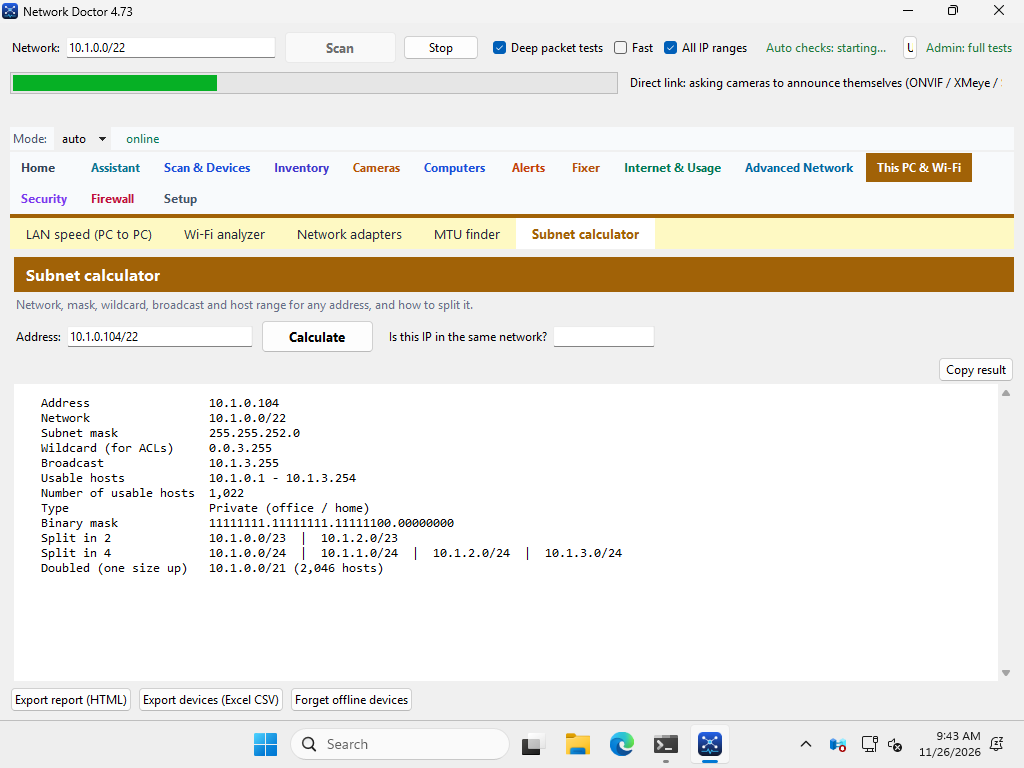 Network Doctor 4.73
Network: 10.1.0.0/22 Scan Stop Deep packet tests Fast All IP ranges Auto checks: starting... Admin: full tests
Direct link: asking cameras to announce themselves (ONVIF / XMeye /
Mode: auto online
Home Assistant Scan & Devices Inventory Cameras Computers Alerts Fixer Internet & Usage Advanced Network This PC & Wi-Fi
Security Firewall Setup
LAN speed (PC to PC) Wi-Fi analyzer Network adapters MTU finder Subnet calculator
Subnet calculator
Network, mask, wildcard, broadcast and host range for any address, and how to split it.
Address: 10.1.0.104/22 Calculate Is this IP in the same network?
Copy result
Address 10.1.0.104
Network 10.1.0.0/22
Subnet mask 255.255.252.0
Wildcard (for ACLs) 0.0.3.255
Broadcast 10.1.3.255
Usable hosts 10.1.0.1 - 10.1.3.254
Number of usable hosts 1,022
Type Private (office / home)
Binary mask 11111111.11111111.11111100.00000000
Split in 2 10.1.0.0/23 | 10.1.2.0/23
Split in 4 10.1.0.0/24 | 10.1.1.0/24 | 10.1.2.0/24 | 10.1.3.0/24
Doubled (one size up) 10.1.0.0/21 (2,046 hosts)
Export report (HTML) Export devices (Excel CSV) Forget offline devices
Search
9:43 AM
11/26/2026